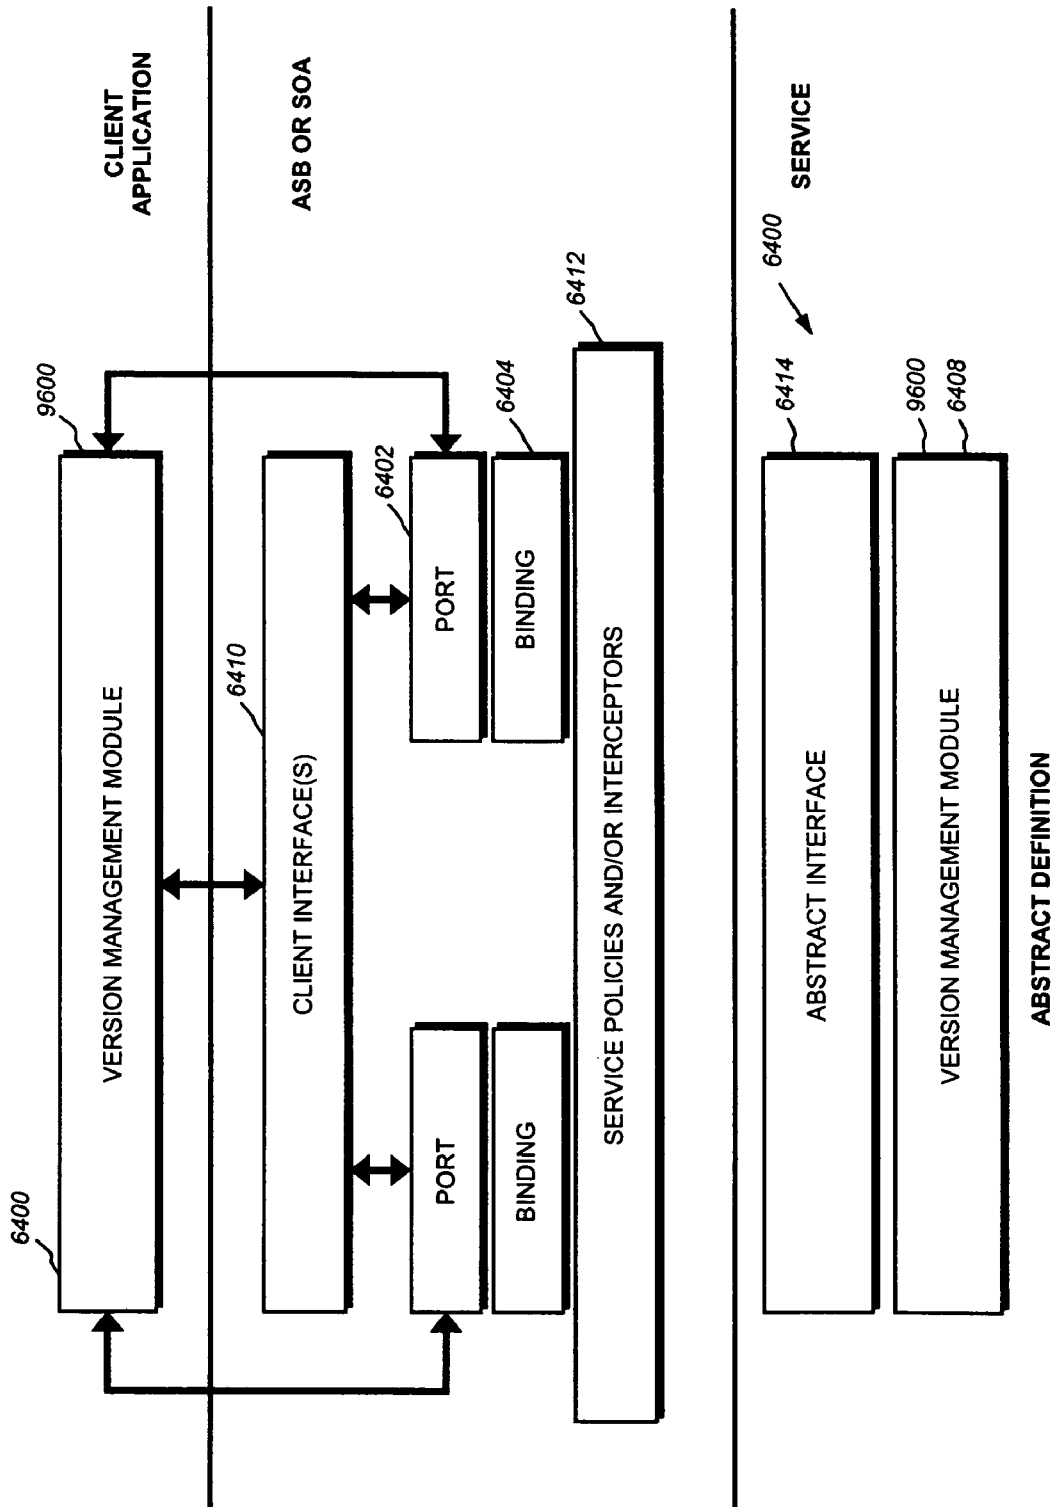 CLIENT
APPLICATION
6400
9600
VERSION MANAGEMENT MODULE
ASB OR SOA
6410
CLIENT INTERFACE(S)
6402
PORT
PORT
6404
BINDING
BINDING
6412
SERVICE POLICIES AND/OR INTERCEPTORS
SERVICE
6400
6414
ABSTRACT INTERFACE
9600
6408
VERSION MANAGEMENT MODULE
ABSTRACT DEFINITION